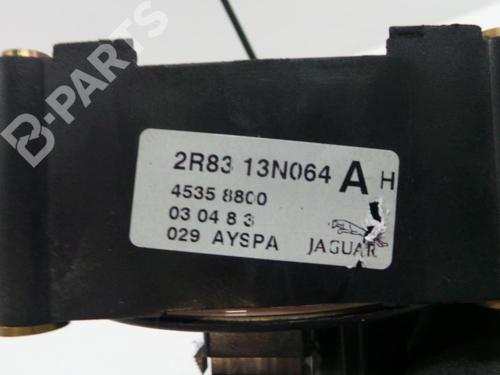 B-PARTS
2R83 13N064 A H
4535 8800
03 04 8 3
029 AYSPA
JAGUAR